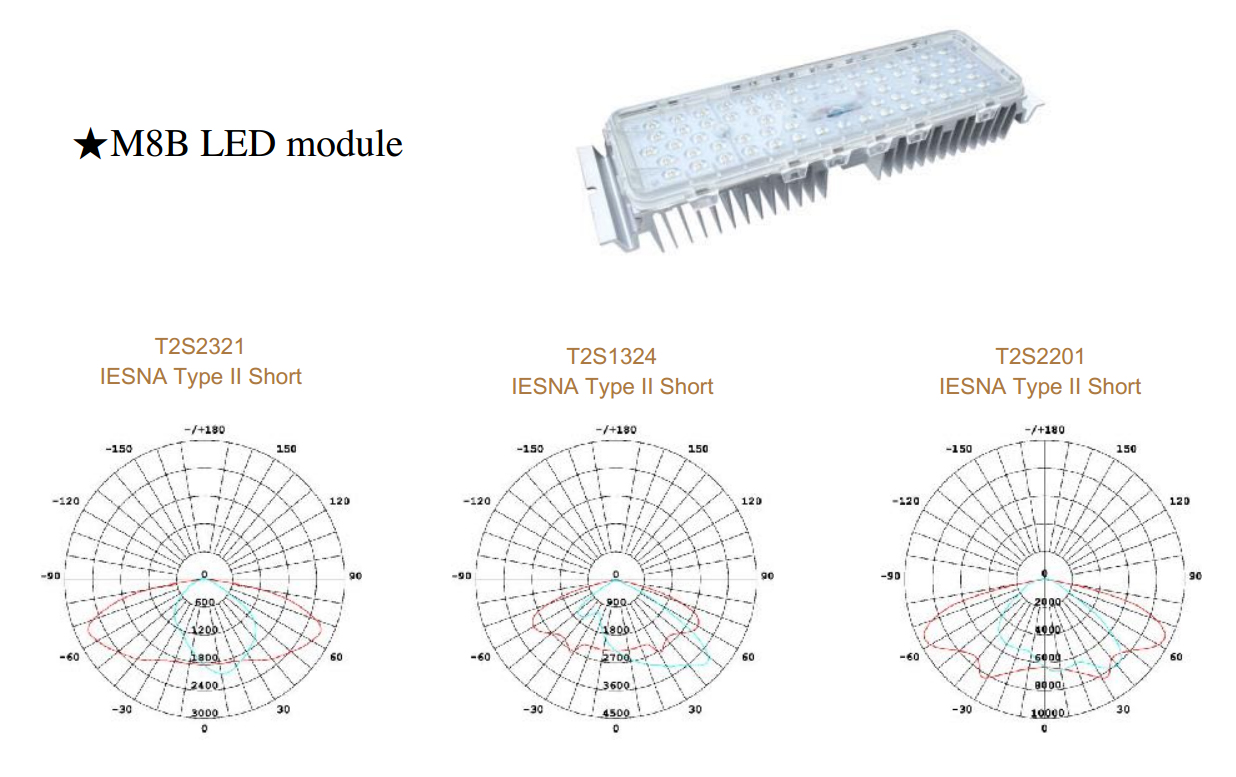 ★M8B LED module
T2S2321
IESNA Type II Short
-/+180
-150 150
-120 120
-90 0 90
600
1200
-60 1800 60
2400
-30 3000 30
0
T2S1324
IESNA Type II Short
-/+180
-150 150
-120 120
-90 0 90
900
1800
-60 2700 60
3600
-30 4500 30
0
T2S2201
IESNA Type II Short
-/+180
-150 150
-120 120
-90 0 90
2000
4000
-60 6000 60
8000
-30 10000 30
0